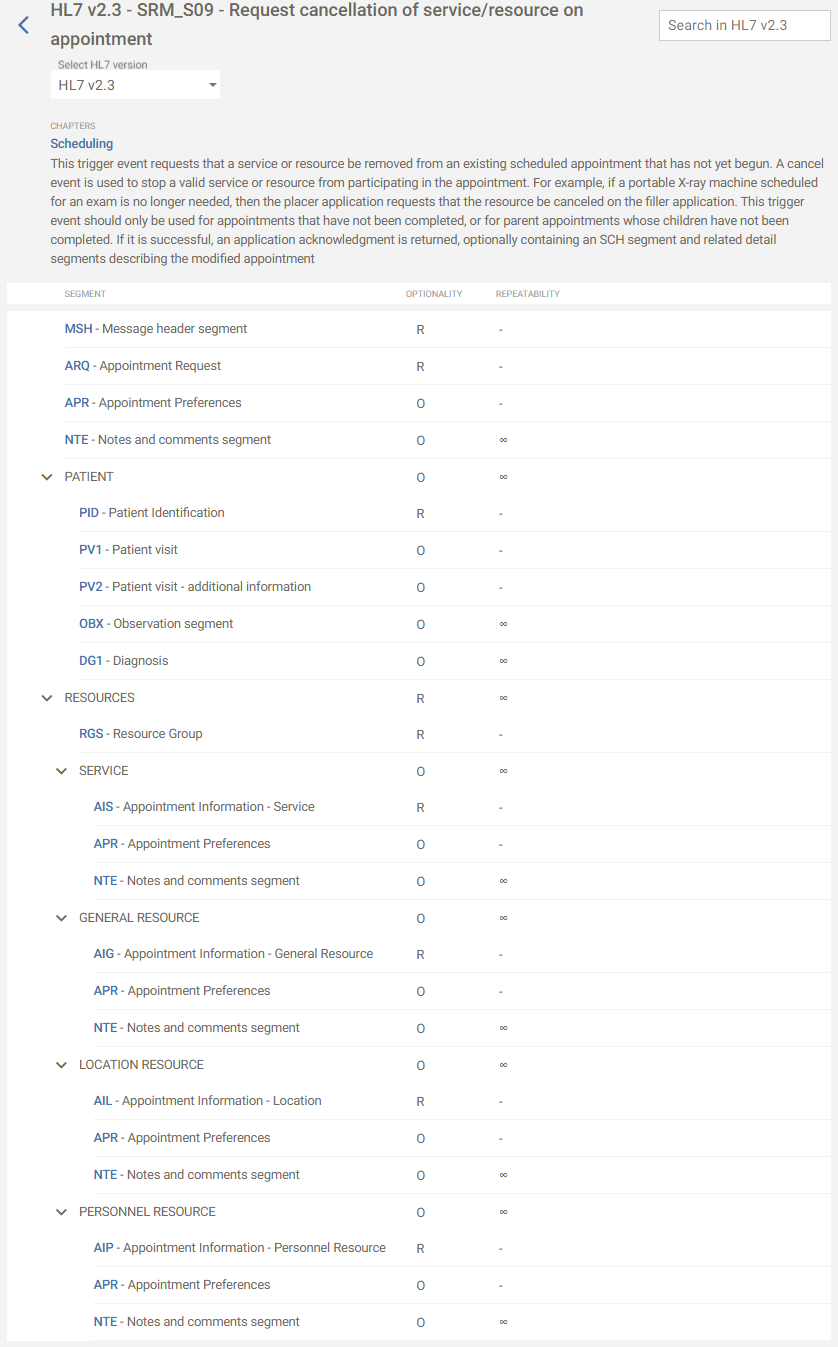 HL7 v2.3 - SRM_S09 - Request cancellation of service/resource on
appointment
Search in HL7 v2.3
Select HL7 version
HL7 v2.3
CHAPTERS
Scheduling
This trigger event requests that a service or resource be removed from an existing scheduled appointment that has not yet begun. A cancel
event is used to stop a valid service or resource from participating in the appointment. For example, if a portable X-ray machine scheduled
for an exam is no longer needed, then the placer application requests that the resource be canceled on the filler application. This trigger
event should only be used for appointments that have not been completed, or for parent appointments whose children have not been
completed. If it is successful, an application acknowledgment is returned, optionally containing an SCH segment and related detail
segments describing the modified appointment
SEGMENT OPTIONALITY REPEATABILITY
MSH - Message header segment R -
ARQ - Appointment Request R -
APR - Appointment Preferences O -
NTE - Notes and comments segment O ∞
PATIENT O ∞
PID - Patient Identification R -
PV1 - Patient visit O -
PV2 - Patient visit - additional information O -
OBX - Observation segment O ∞
DG1 - Diagnosis O ∞
RESOURCES R ∞
RGS - Resource Group R -
SERVICE O ∞
AIS - Appointment Information - Service R -
APR - Appointment Preferences O -
NTE - Notes and comments segment O ∞
GENERAL RESOURCE O ∞
AIG - Appointment Information - General Resource R -
APR - Appointment Preferences O -
NTE - Notes and comments segment O ∞
LOCATION RESOURCE O ∞
AIL - Appointment Information - Location R -
APR - Appointment Preferences O -
NTE - Notes and comments segment O ∞
PERSONNEL RESOURCE O ∞
AIP - Appointment Information - Personnel Resource R -
APR - Appointment Preferences O -
NTE - Notes and comments segment O ∞